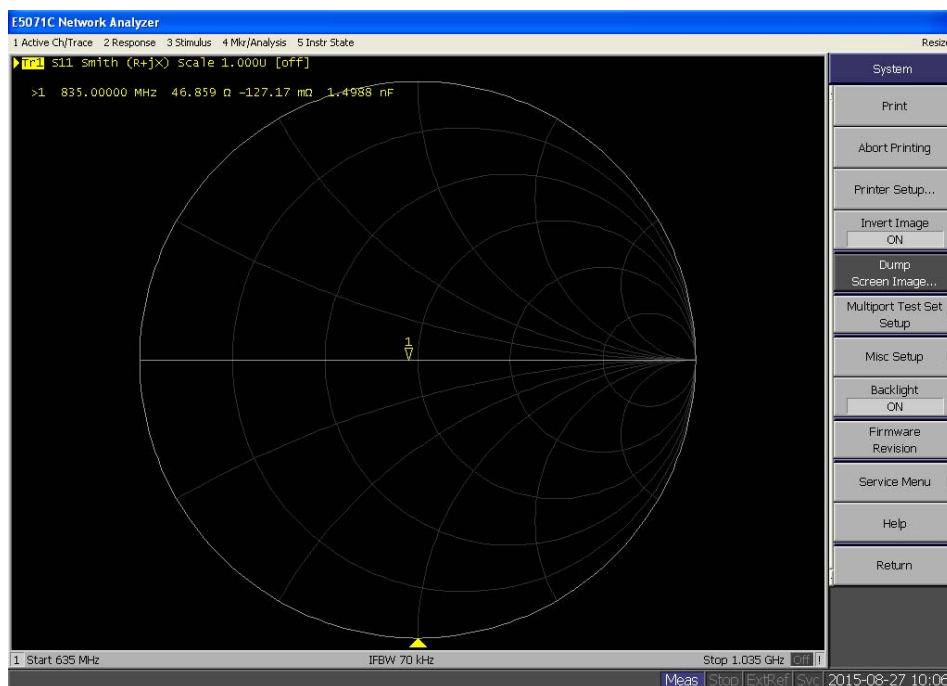 E5071C Network Analyzer
1 Active Ch/Trace 2 Response 3 Stimulus 4 Mkr/Analysis 5 Instr State
Resize
Tr1 S11 Smith (R+jX) Scale 1.000U [off]
>1 835.00000 MHz 46.859 Ω -127.17 mΩ 1.4988 nF
1
System
Print
Abort Printing
Printer Setup...
Invert Image
ON
Dump
Screen Image...
Multiport Test Set
Setup
Misc Setup
Backlight
ON
Firmware
Revision
Service Menu
Help
Return
1 Start 635 MHz IFBW 70 kHz Stop 1.035 GHz Off !
Meas Stop ExtRef Svc 2015-08-27 10:06